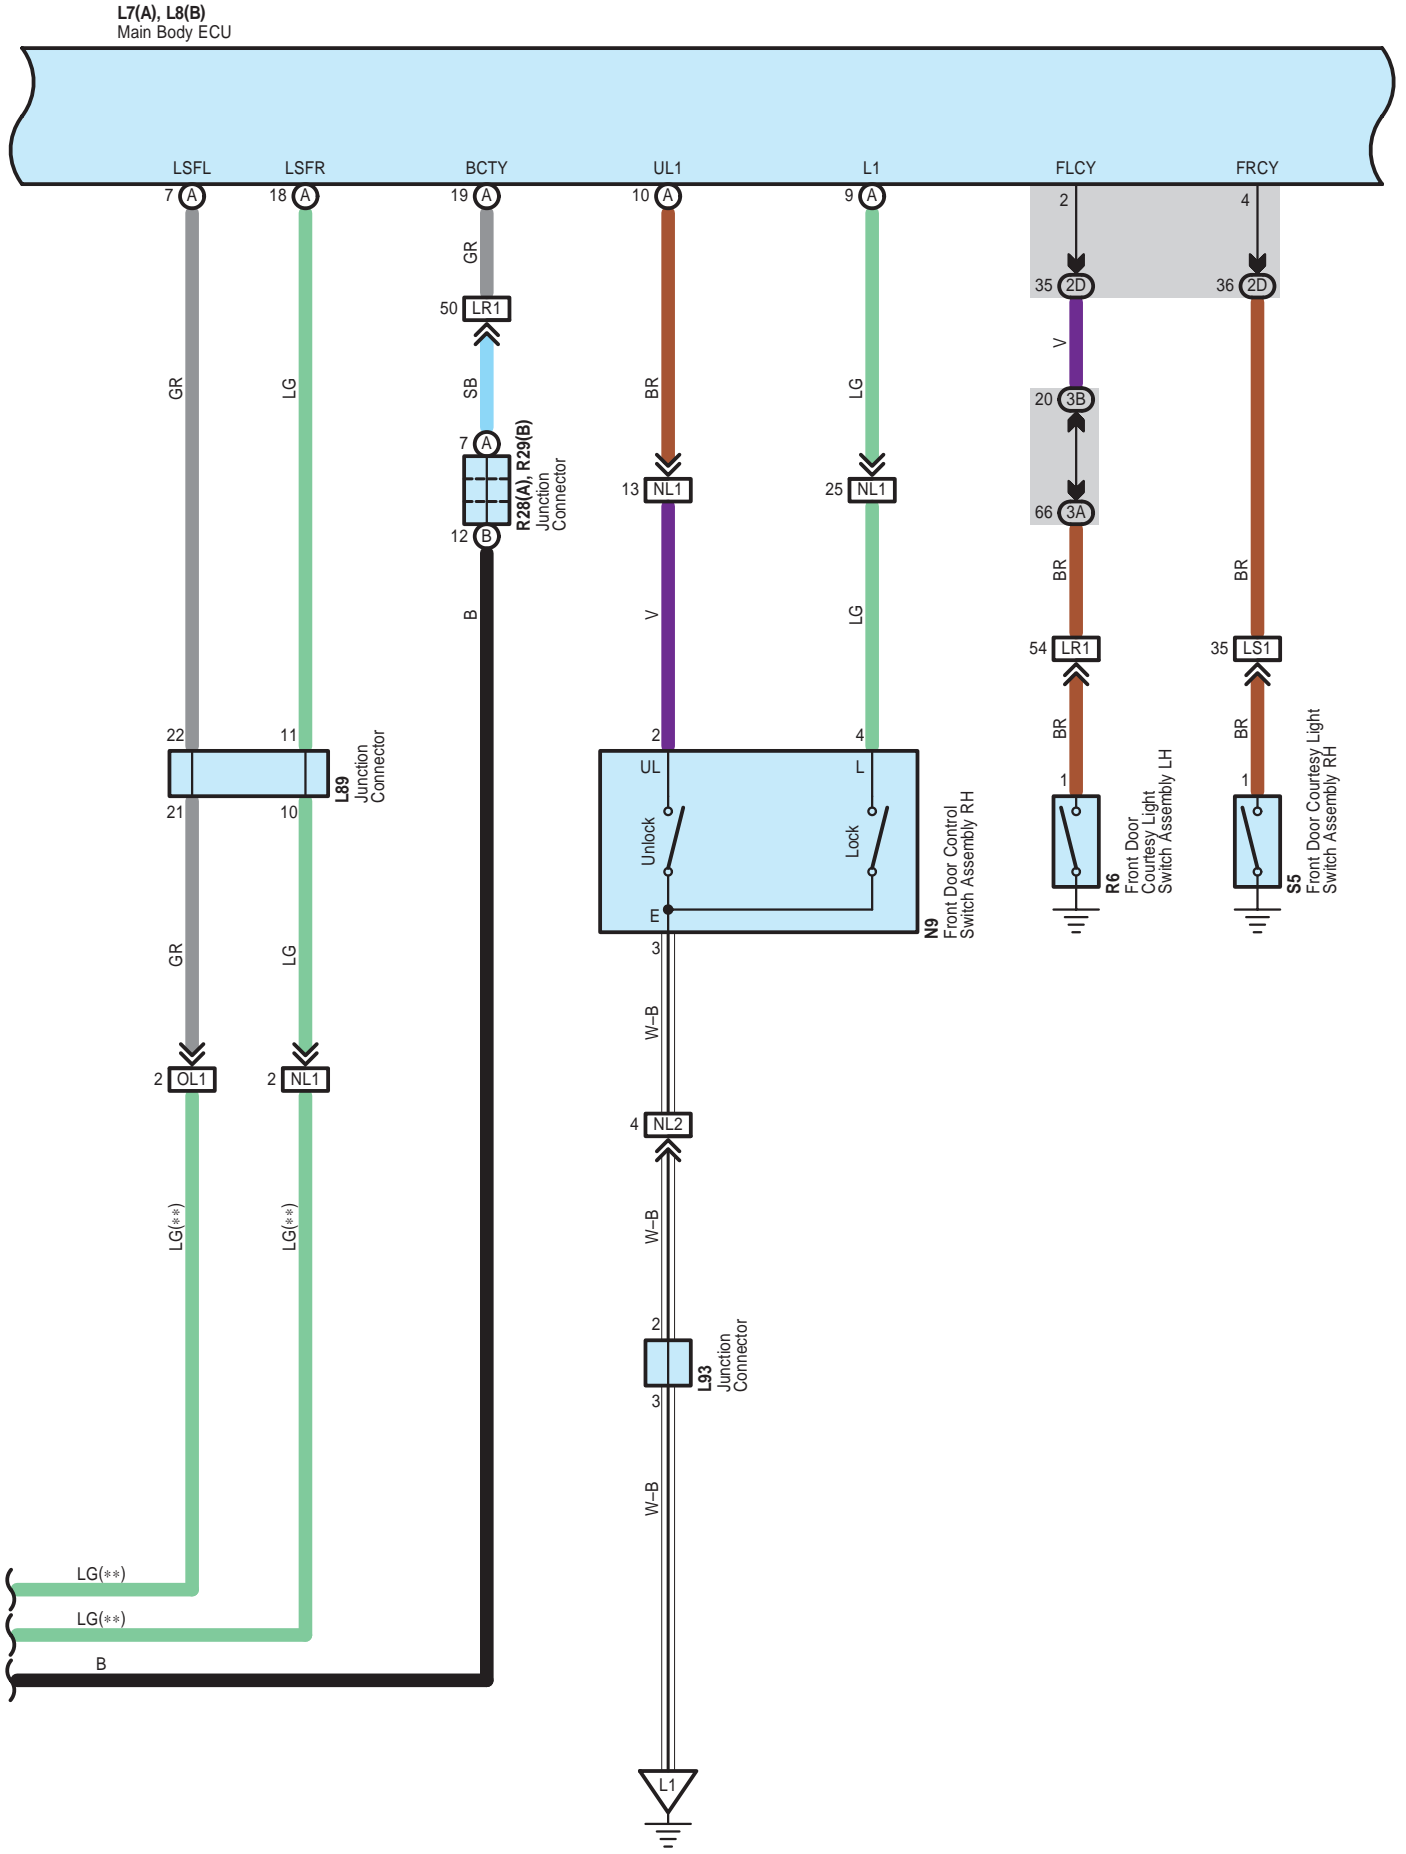 L7(A), L8(B)
Main Body ECU
LSFL LSFR BCTY UL1 L1 FLCY FRCY
7 A 18 A 19 A 10 A 9 A 2 4
GR
35 2D 36 2D
50 LR1
V
GR LG SB BR LG
20 3B
7 A
R28(A), R29(B)
Junction
Connector
13 NL1 25 NL1
66 3A
12 B
BR BR
B V LG
54 LR1 35 LS1
22 11 2 4 BR BR
L89
Junction
Connector
UL L 1 1
21 10
Unlock Lock
E
N9
Front Door Control
Switch Assembly RH
R6
Front Door
Courtesy Light
Switch Assembly LH
S5
Front Door Courtesy Light
Switch Assembly RH
3
GR LG
W–B
2 OL1 2 NL1
4 NL2
LG(**) LG(**) W–B
2
L93
Junction
Connector
3
W–B
LG(**)
LG(**)
B
L1